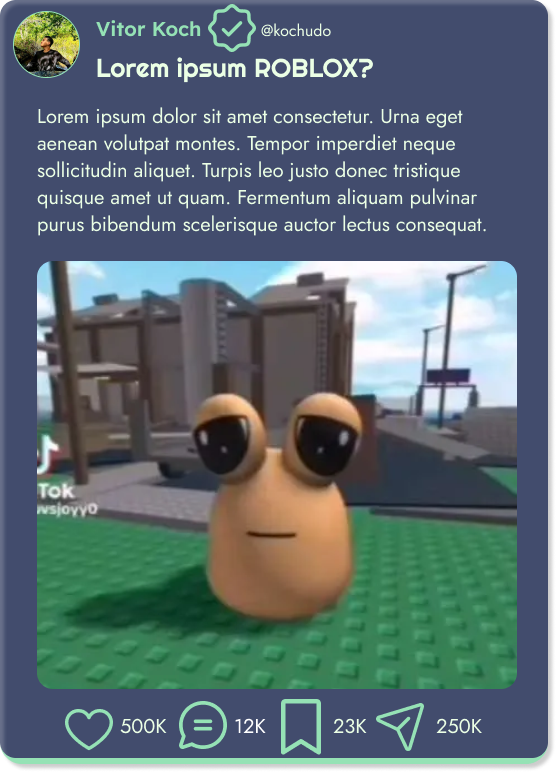 Vitor Koch @kochudo
Lorem ipsum ROBLOX?
Lorem ipsum dolor sit amet consectetur. Urna eget
aenean volutpat montes. Tempor imperdiet neque
sollicitudin aliquet. Turpis leo justo donec tristique
quisque amet ut quam. Fermentum aliquam pulvinar
purus bibendum scelerisque auctor lectus consequat.
Tok
500K 12K 23K 250K